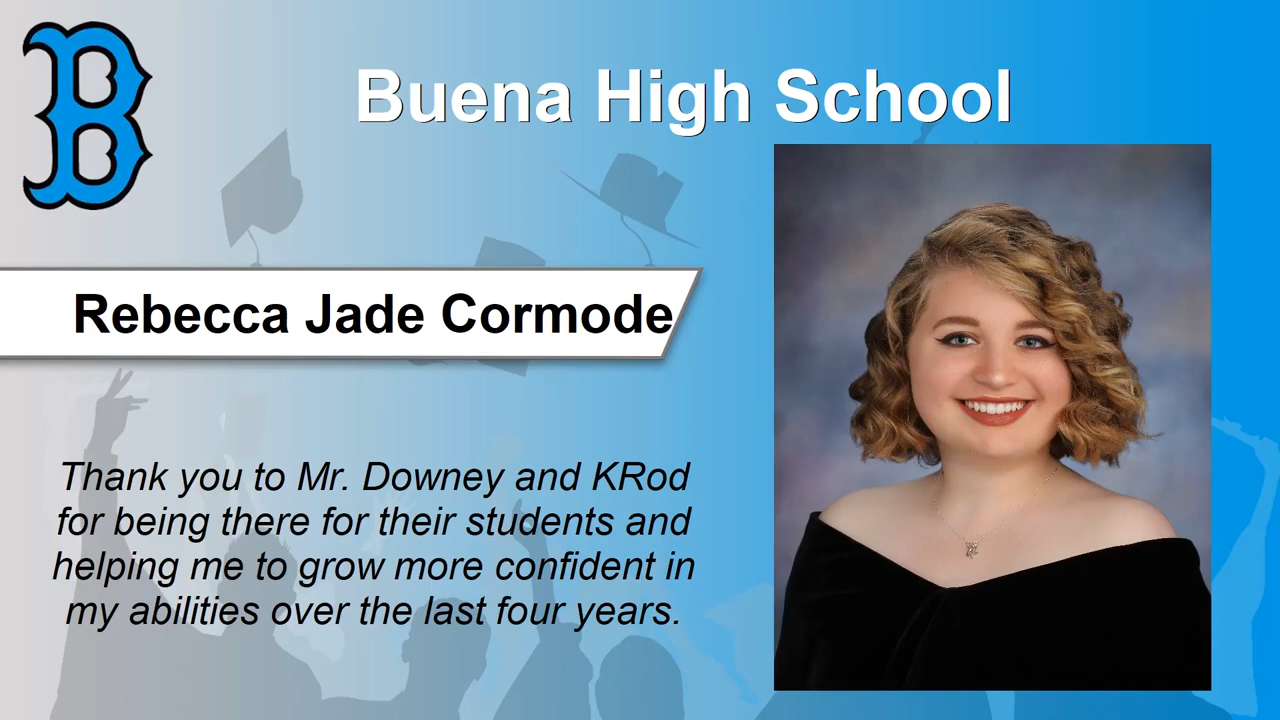 B
Buena High School
Rebecca Jade Cormode
Thank you to Mr. Downey and KRod
for being there for their students and
helping me to grow more confident in
my abilities over the last four years.